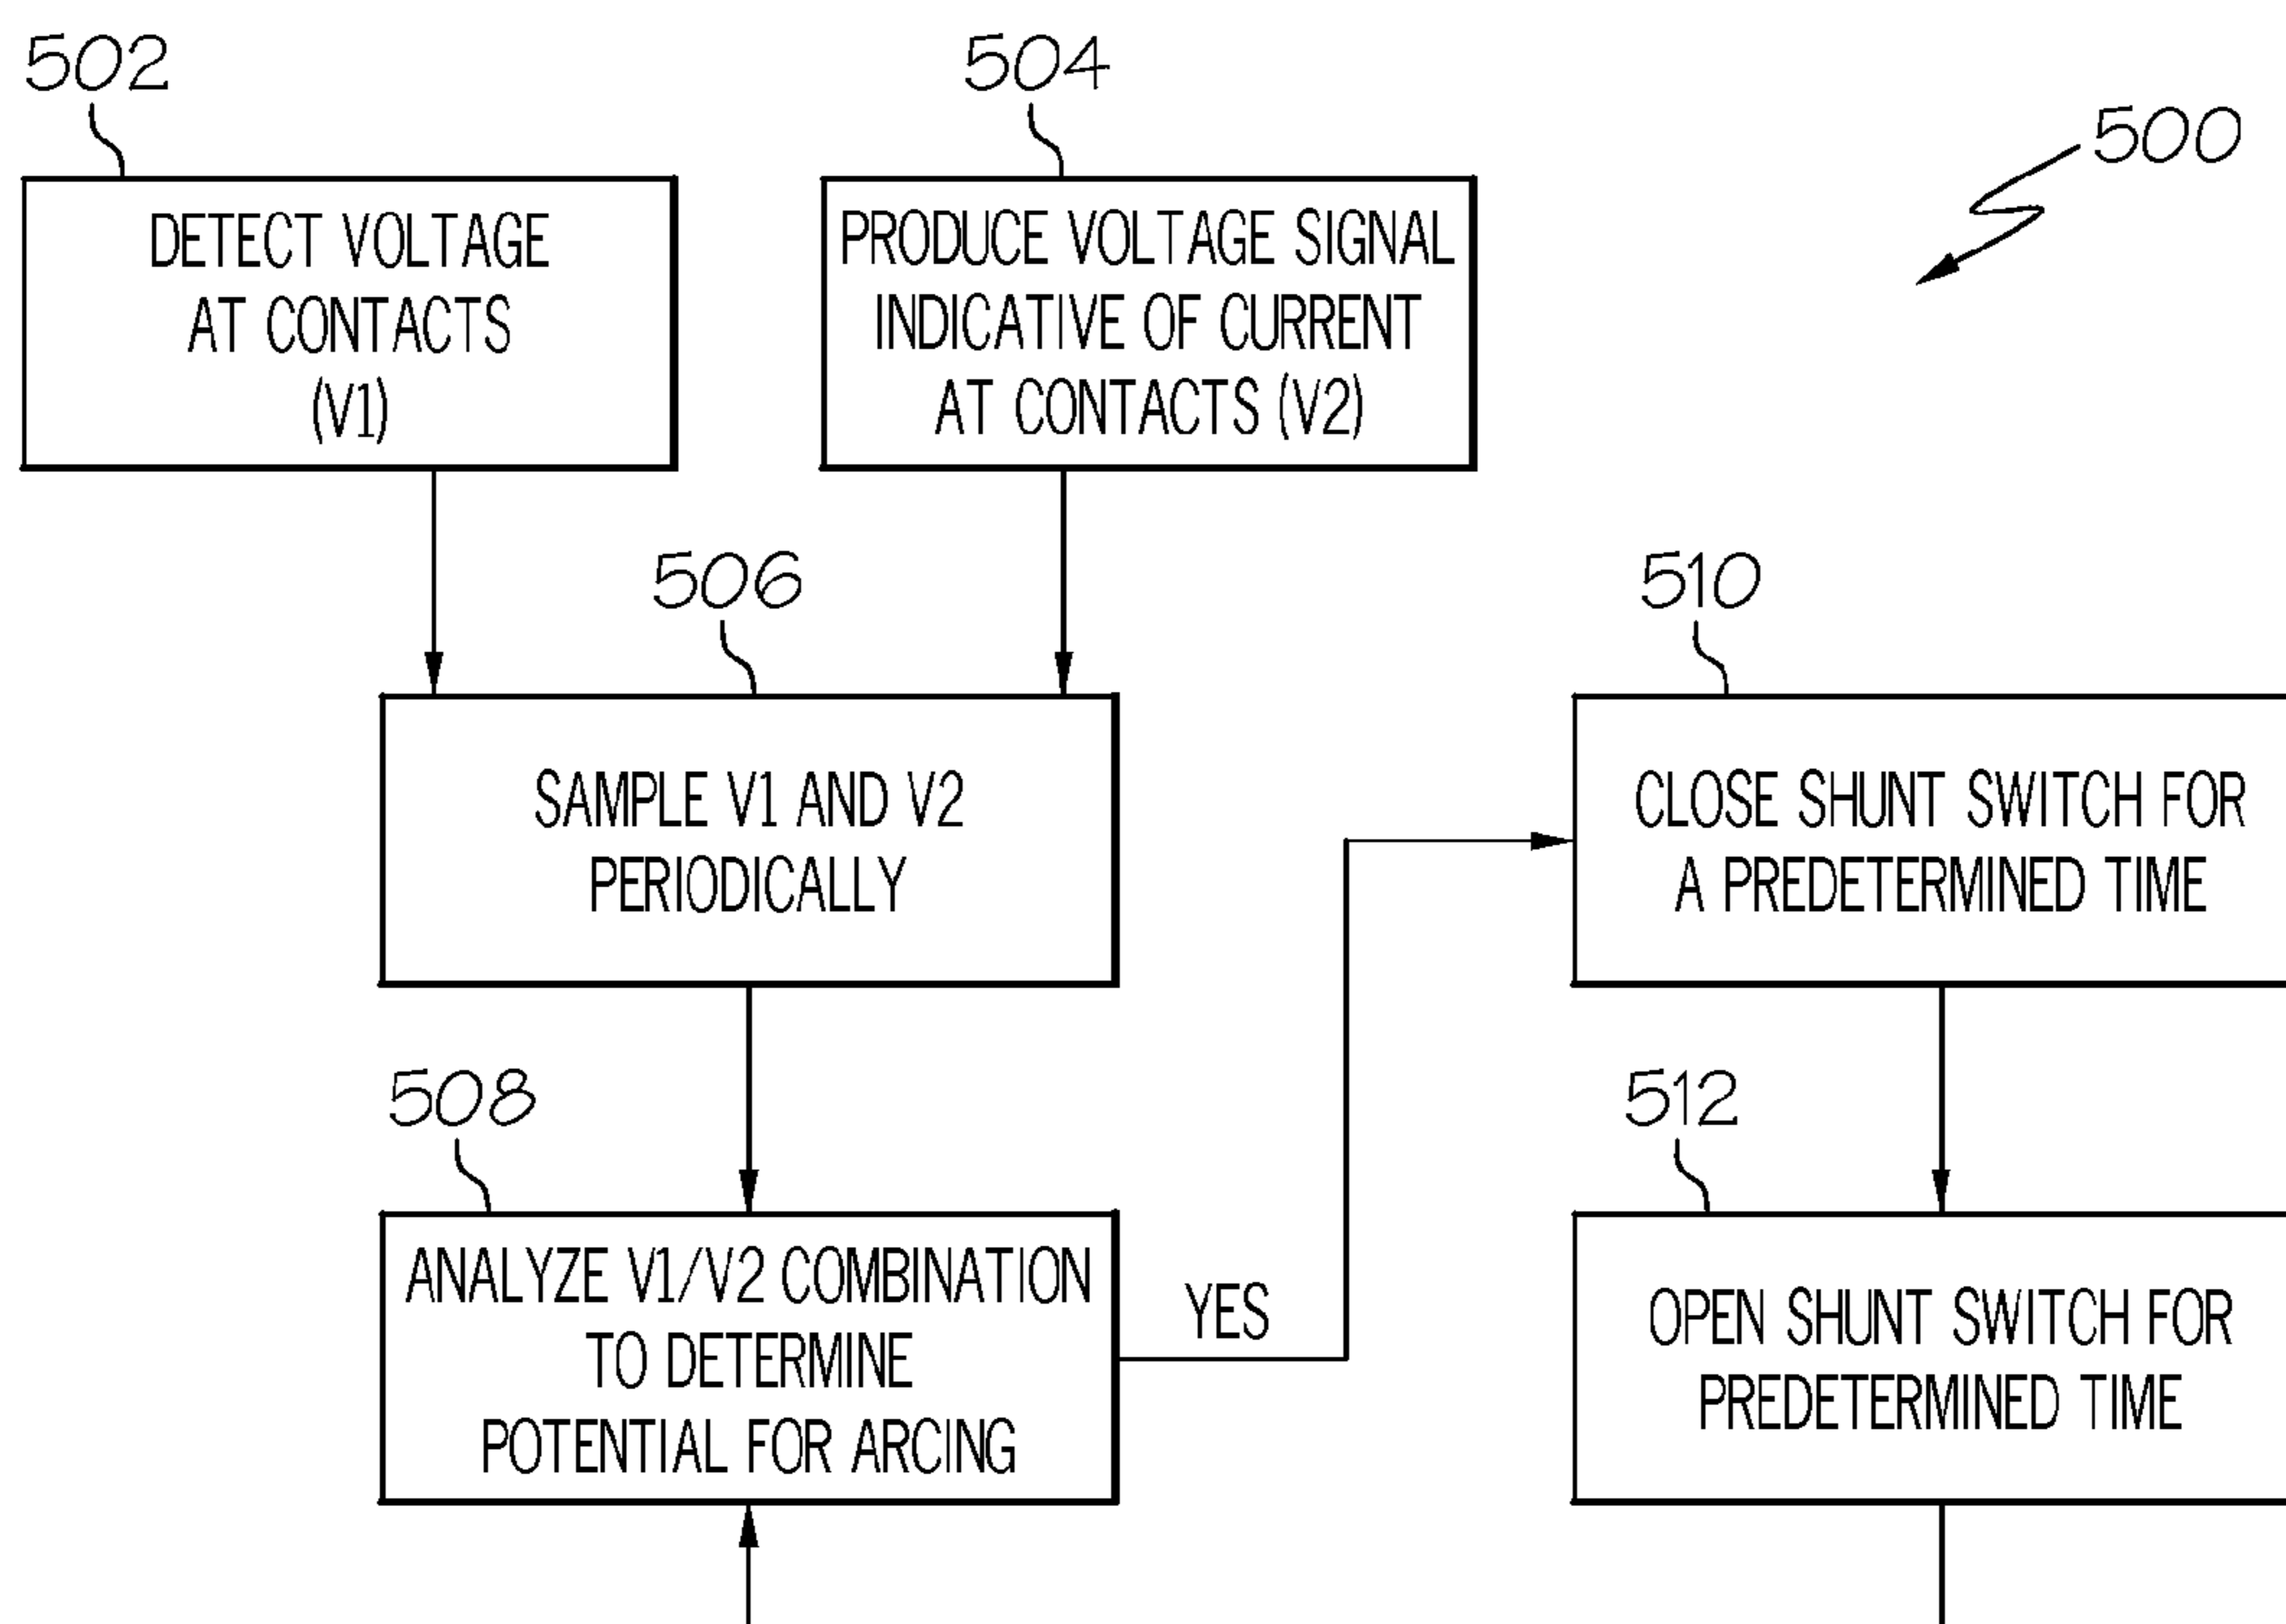 502
DETECT VOLTAGE
AT CONTACTS
(V1)
504
PRODUCE VOLTAGE SIGNAL
INDICATIVE OF CURRENT
AT CONTACTS (V2)
500
506
SAMPLE V1 AND V2
PERIODICALLY
508
ANALYZE V1/V2 COMBINATION
TO DETERMINE
POTENTIAL FOR ARCING
YES
510
CLOSE SHUNT SWITCH FOR
A PREDETERMINED TIME
512
OPEN SHUNT SWITCH FOR
PREDETERMINED TIME